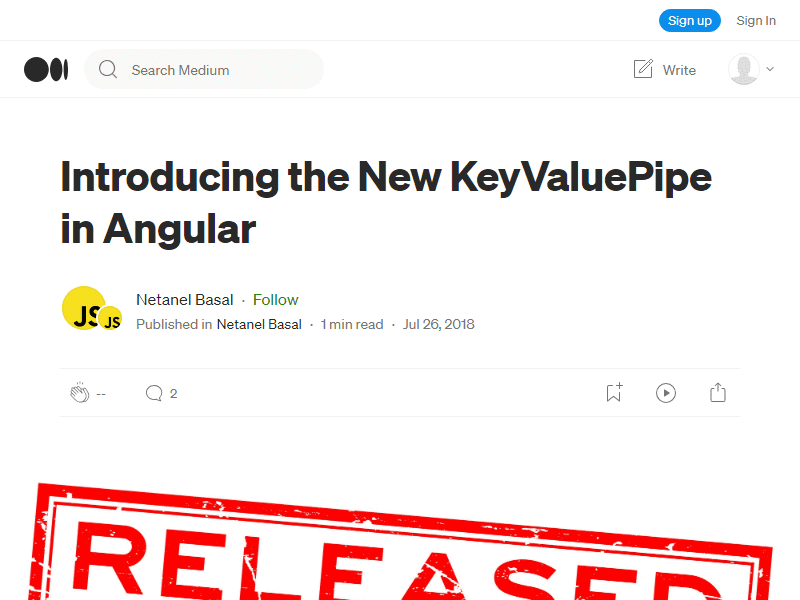 Sign up Sign In
Search Medium Write
Introducing the New KeyValuePipe
in Angular
JS JS Netanel Basal · Follow
Published in Netanel Basal · 1 min read · Jul 26, 2018
-- 2
RELEASED